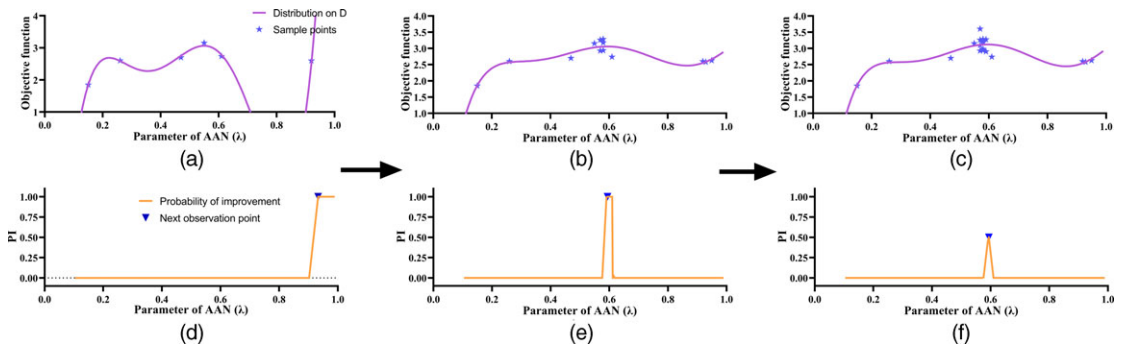 Objective function
4
3
2
1
Distribution on D
Sample points
0.0 0.2 0.4 0.6 0.8 1.0
Parameter of AAN (λ)
(a)
Objective function
4.0
3.5
3.0
2.5
2.0
1.5
1.0
0.0 0.2 0.4 0.6 0.8 1.0
Parameter of AAN (λ)
(b)
Objective function
4.0
3.5
3.0
2.5
2.0
1.5
1.0
0.0 0.2 0.4 0.6 0.8 1.0
Parameter of AAN (λ)
(c)
PI
1.00
0.75
0.50
0.25
0.00
Probability of improvement
Next observation point
0.0 0.2 0.4 0.6 0.8 1.0
Parameter of AAN (λ)
(d)
PI
1.00
0.75
0.50
0.25
0.00
0.0 0.2 0.4 0.6 0.8 1.0
Parameter of AAN (λ)
(e)
PI
1.00
0.75
0.50
0.25
0.00
0.0 0.2 0.4 0.6 0.8 1.0
Parameter of AAN (λ)
(f)